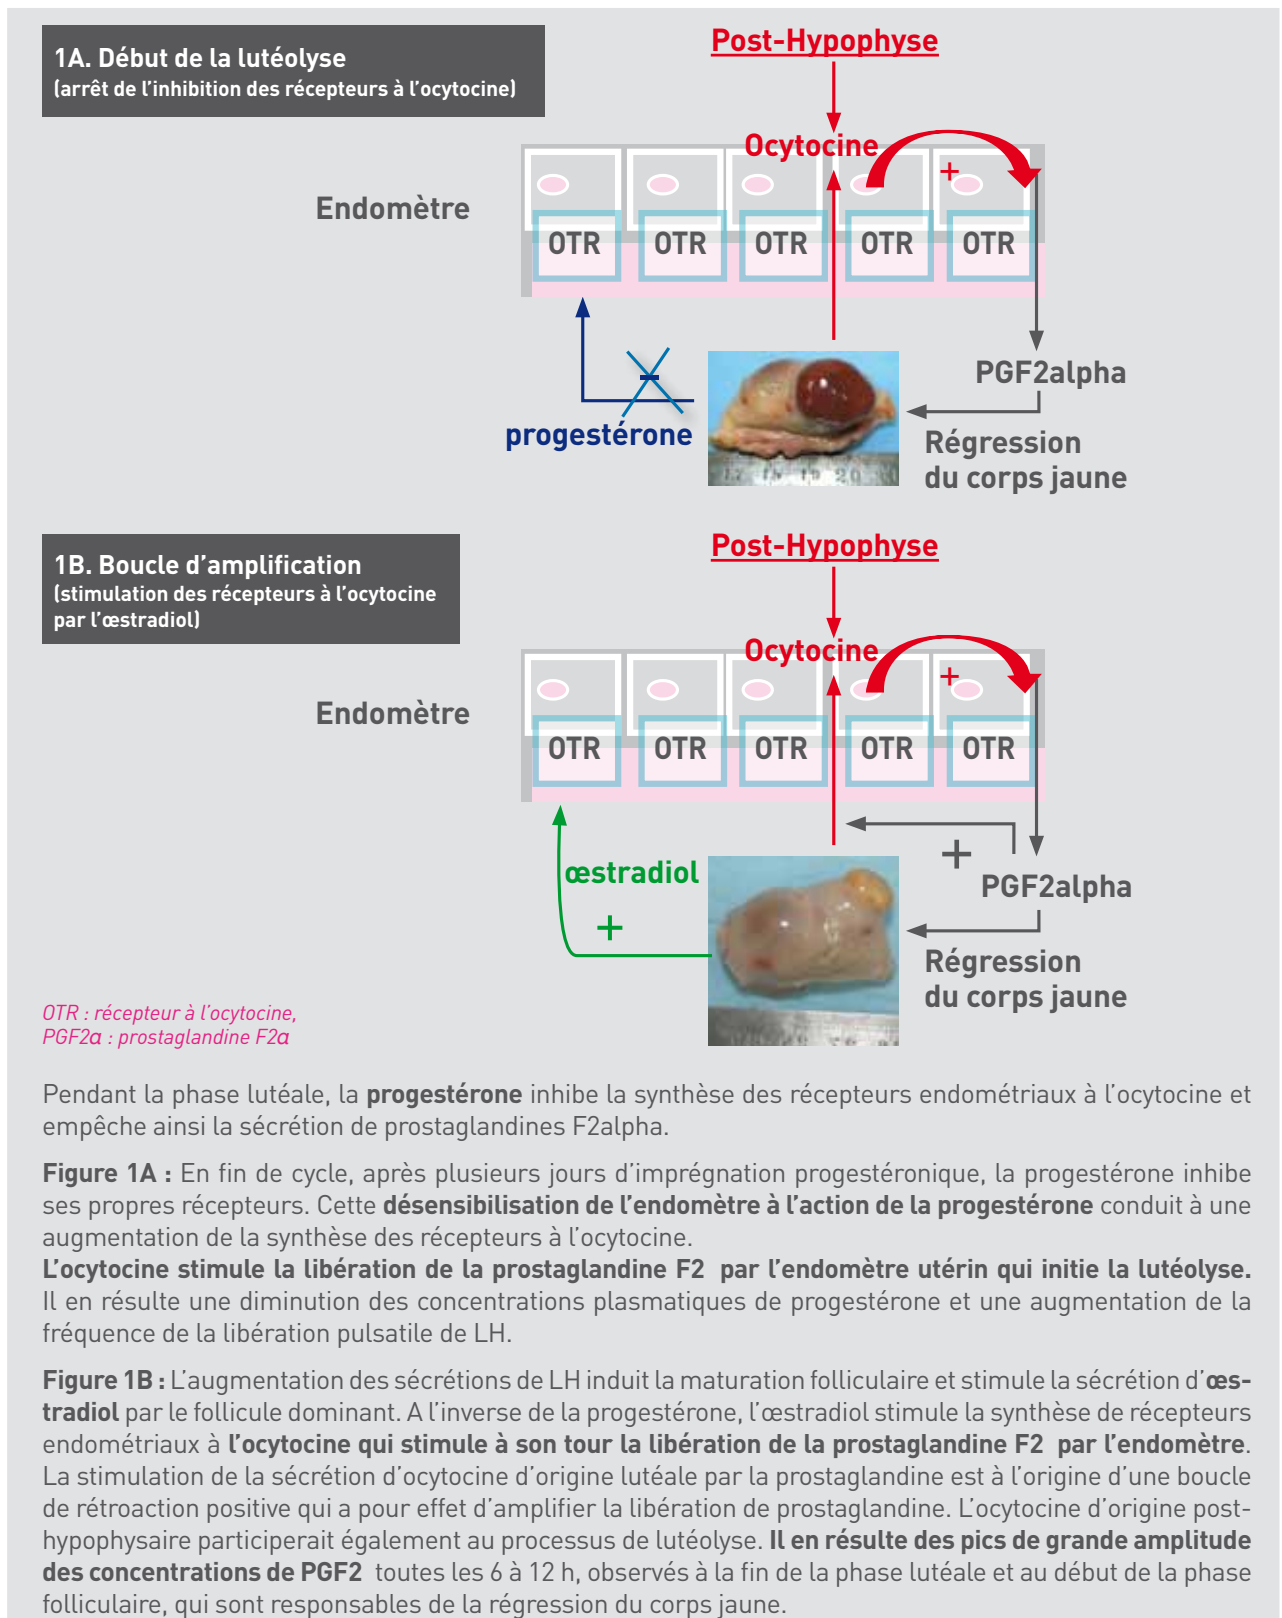 1A. Début de la lutéolyse
(arrêt de l'inhibition des récepteurs à l'ocytocine)
Post-Hypophyse
Ocytocine
+
Endomètre
OTR OTR OTR OTR OTR
PGF2alpha
progestérone
Régression
du corps jaune
1B. Boucle d'amplification
(stimulation des récepteurs à l'ocytocine
par l'œstradiol)
Post-Hypophyse
Ocytocine
+
Endomètre
OTR OTR OTR OTR OTR
+
œstradiol
PGF2alpha
+
Régression
du corps jaune
OTR : récepteur à l'ocytocine,
PGF2α : prostaglandine F2α
Pendant la phase lutéale, la progestérone inhibe la synthèse des récepteurs endométriaux à l'ocytocine et
empêche ainsi la sécrétion de prostaglandines F2alpha.
Figure 1A : En fin de cycle, après plusieurs jours d'imprégnation progestéronique, la progestérone inhibe
ses propres récepteurs. Cette désensibilisation de l'endomètre à l'action de la progestérone conduit à une
augmentation de la synthèse des récepteurs à l'ocytocine.
L'ocytocine stimule la libération de la prostaglandine F2 par l'endomètre utérin qui initie la lutéolyse.
Il en résulte une diminution des concentrations plasmatiques de progestérone et une augmentation de la
fréquence de la libération pulsatile de LH.
Figure 1B : L'augmentation des sécrétions de LH induit la maturation folliculaire et stimule la sécrétion d'œs-
tradiol par le follicule dominant. A l'inverse de la progestérone, l'œstradiol stimule la synthèse de récepteurs
endométriaux à l'ocytocine qui stimule à son tour la libération de la prostaglandine F2 par l'endomètre.
La stimulation de la sécrétion d'ocytocine d'origine lutéale par la prostaglandine est à l'origine d'une boucle
de rétroaction positive qui a pour effet d'amplifier la libération de prostaglandine. L'ocytocine d'origine post-
hypophysaire participerait également au processus de lutéolyse. Il en résulte des pics de grande amplitude
des concentrations de PGF2 toutes les 6 à 12 h, observés à la fin de la phase lutéale et au début de la phase
folliculaire, qui sont responsables de la régression du corps jaune.